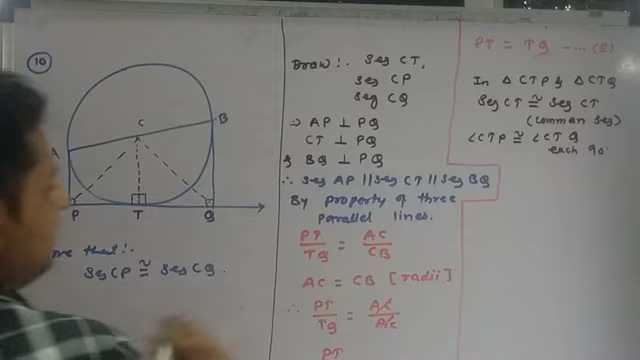 10
C
B
A
P
T
Q
that :-
seg CP ≅ seg CQ.
Draw :- seg CT,
seg CP
seg CQ
⇒ AP ⊥ PQ
CT ⊥ PQ
& BQ ⊥ PQ
∴ seg AP || seg CT || seg BQ
By property of three
parallel lines.
PT/TQ = AC/CB
AC = CB [radii]
∴ PT/TQ = AC/AC
PT
PT = TQ --- (2)
In △ CTP & △ CTQ
seg CT ≅ seg CT
(comman seg)
∠CTP ≅ ∠CTQ
each 90